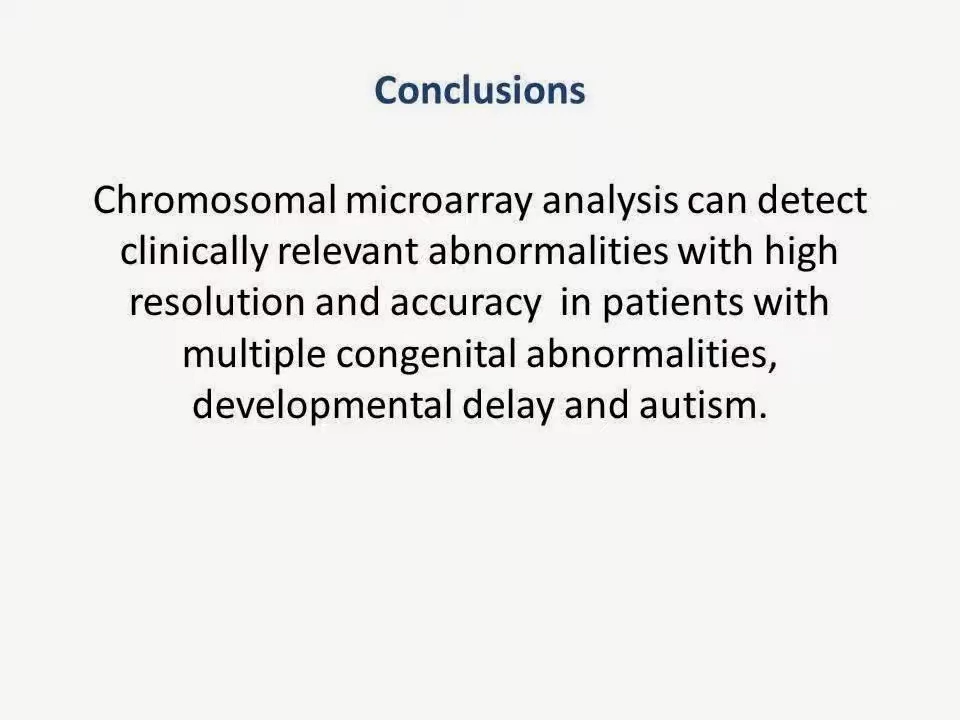 Conclusions
Chromosomal microarray analysis can detect
clinically relevant abnormalities with high
resolution and accuracy  in patients with
multiple congenital abnormalities,
developmental delay and autism.